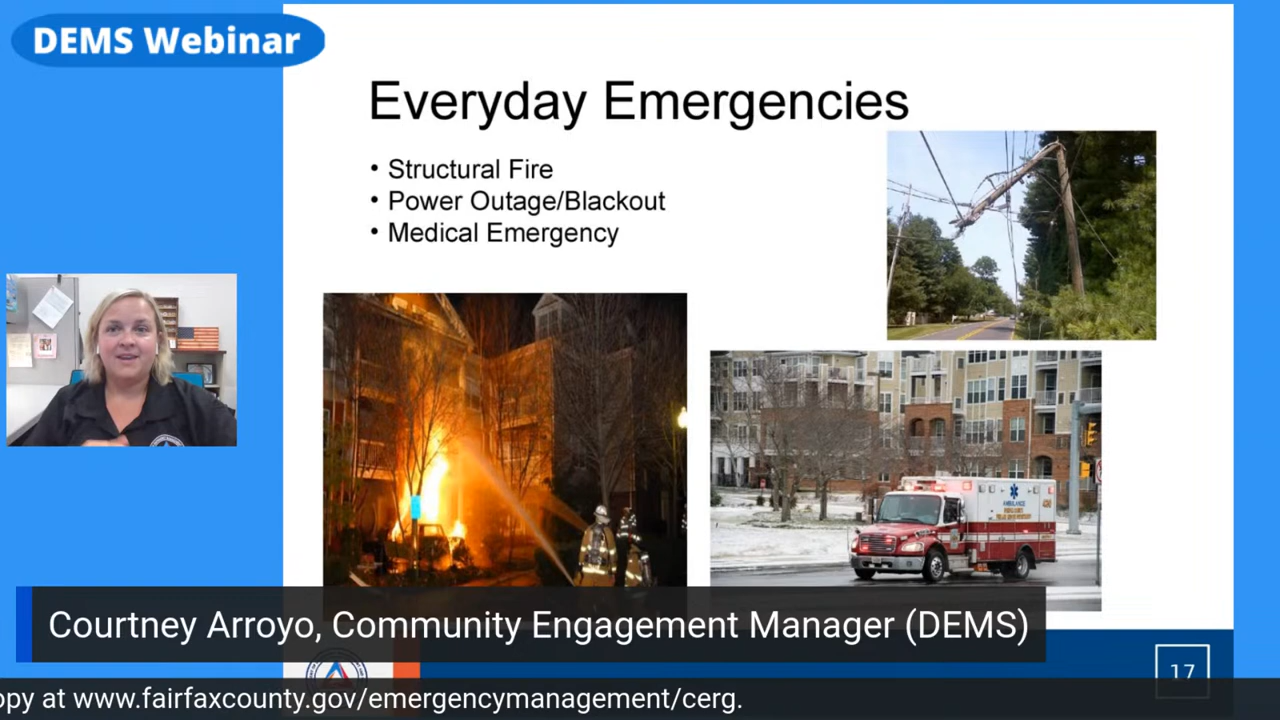 DEMS Webinar
Everyday Emergencies
• Structural Fire
• Power Outage/Blackout
• Medical Emergency
AMBULANCE
Courtney Arroyo, Community Engagement Manager (DEMS)
17
opy at www.fairfaxcounty.gov/emergencymanagement/cerg.